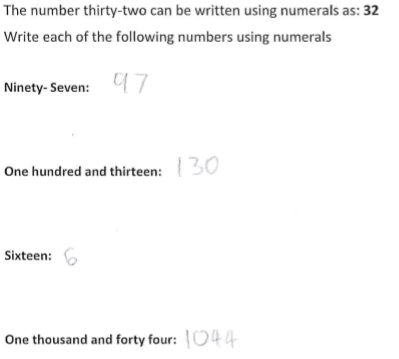 The number thirty-two can be written using numerals as: 32
Write each of the following numbers using numerals
Ninety- Seven: 97
One hundred and thirteen: 130
Sixteen: 6
One thousand and forty four: 1044